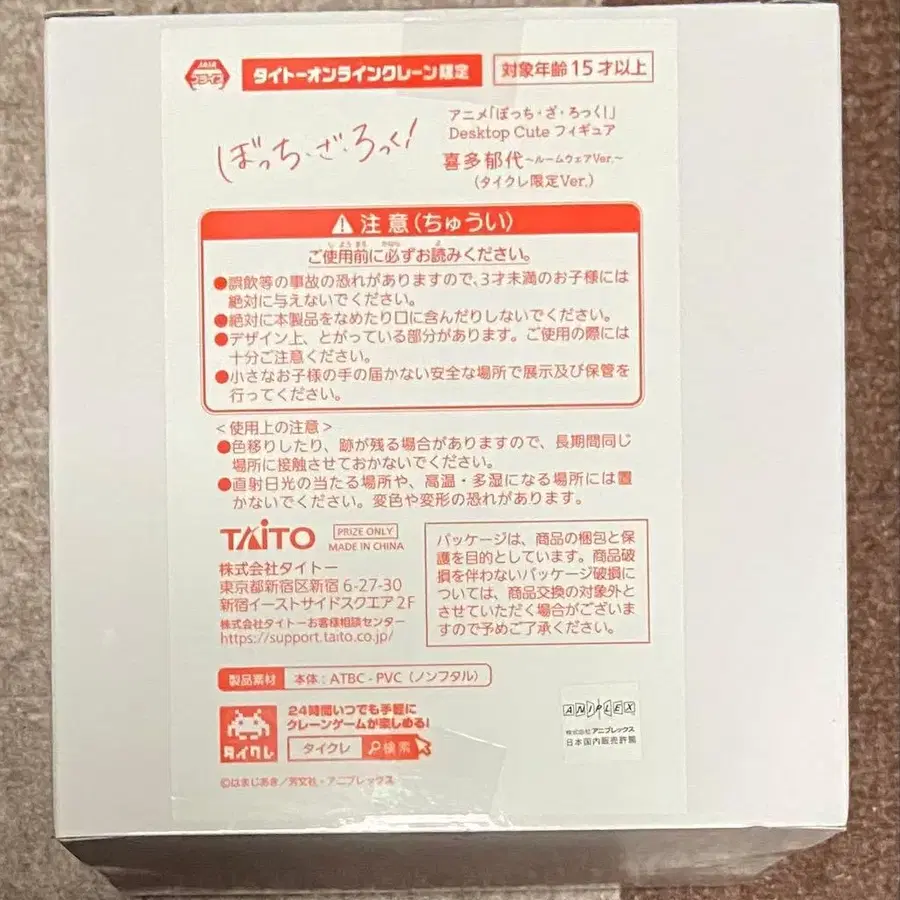 JAIA
プライズ
タイトーオンラインクレーン限定
対象年齢15才以上
ぼっち・ざ・ろっく!
アニメ「ぼっち・ざ・ろっく!」
Desktop Cute フィギュア
喜多郁代~ルームウェアVer.~
(タイクレ限定Ver.)
注意(ちゅうい)
ご使用前に必ずお読みください。
●誤飲等の事故の恐れがありますので、3才未満のお子様には
絶対に与えないでください。
●絶対に本製品をなめたり口に含んだりしないでください。
●デザイン上、とがっている部分があります。ご使用の際には
十分ご注意ください。
●小さなお子様の手の届かない安全な場所で展示及び保管を
行ってください。
<使用上の注意>
●色移りしたり、跡が残る場合がありますので、長期間同じ
場所に接触させておかないでください。
●直射日光の当たる場所や、高温・多湿になる場所には置
かないでください。変色や変形の恐れがあります。
TAITO
PRIZE ONLY
MADE IN CHINA
株式会社タイトー
東京都新宿区新宿6-27-30
新宿イーストサイドスクエア2F
株式会社タイトーお客様相談センター
https://support.taito.co.jp/
パッケージは、商品の梱包と保
護を目的としています。商品破
損を伴わないパッケージ破損に
ついては、商品交換の対象外と
させていただく場合がございま
すので予めご了承ください。
製品素材 本体:ATBC-PVC(ノンフタル)
24時間いつでも手軽に
クレーンゲームが楽しめる!
タイクレ
タイクレ 検索
©はまじあき/芳文社・アニプレックス
ANIPLEX
株式会社アニプレックス
日本国内販売許諾